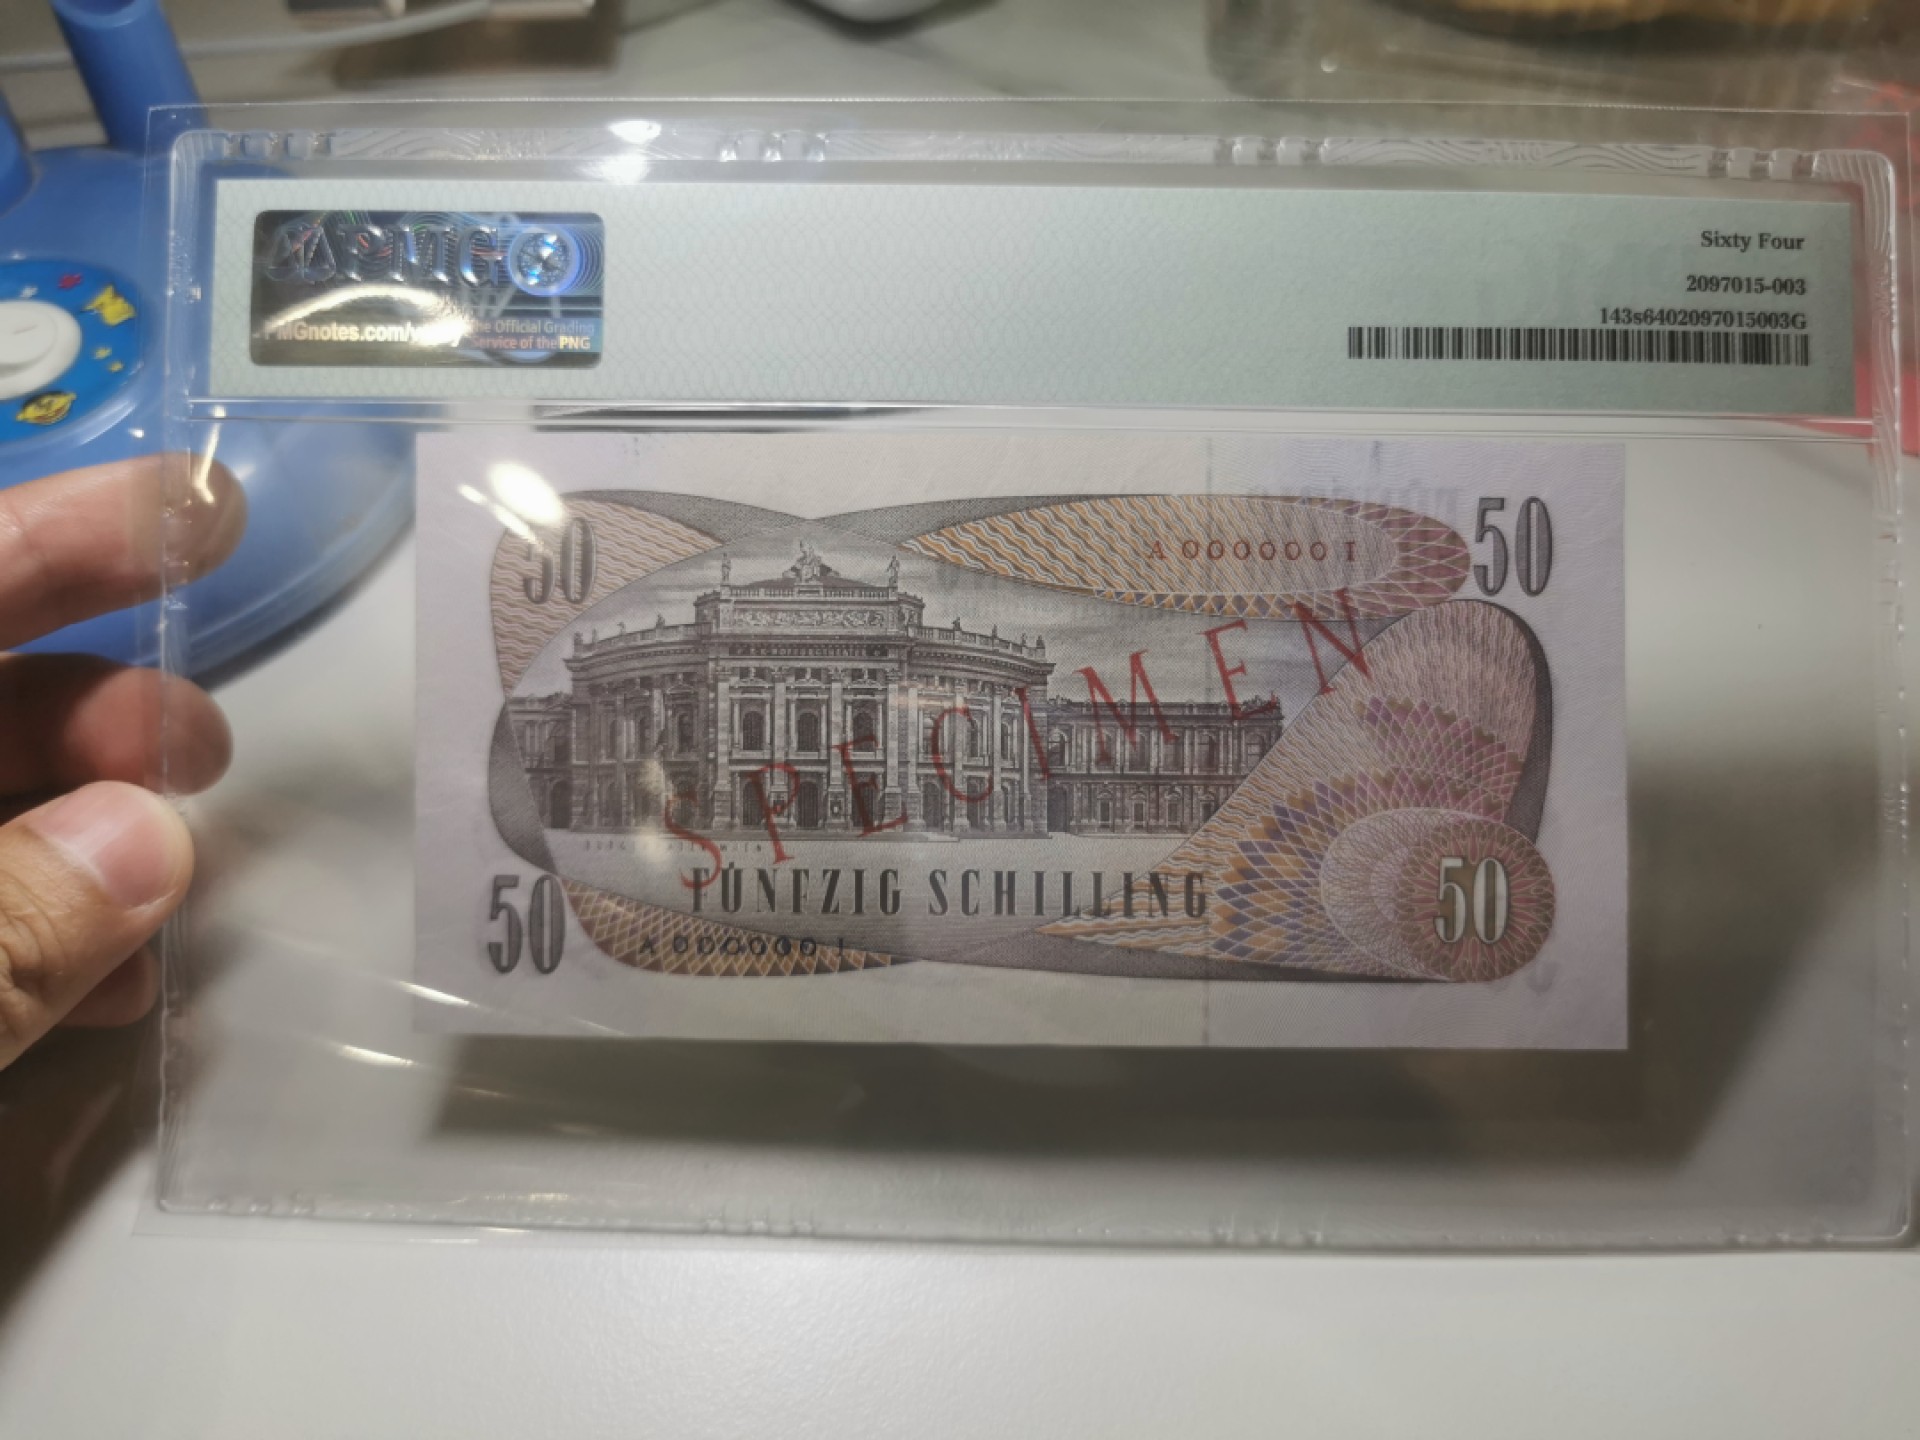 PMG
PMGnotes.com/
The Official Grading
Service of the PNG
Sixty Four
2097015-003
143s6402097015003G
50
50
A 000000 I
SPECIMEN
FÜNFZIG SCHILLING
50
A 000000 I
50